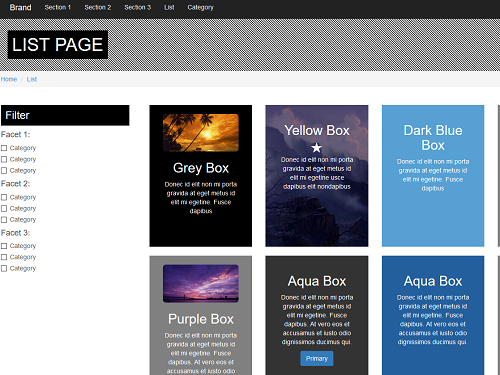 Brand Section 1 Section 2 Section 3 List Category
LIST PAGE
Home / List
Filter
Facet 1:
Category
Category
Category
Facet 2:
Category
Category
Category
Facet 3:
Category
Category
Category
Grey Box
Donec id elit non mi porta
gravida at eget metus id
elit mi egetine. Fusce
dapibus
Yellow Box
Donec id elit non mi porta
gravida at eget metus id
elit mi egetine usce
dapibus elit nondapibus
Dark Blue
Box
Donec id elit non mi porta
gravida at eget metus id
elit mi egetine. Fusce
dapibus
Purple Box
Donec id elit non mi porta
gravida at eget metus id
elit mi egetine. Fusce
dapibus. At vero eos et
accusamus et iusto odio
Aqua Box
Donec id elit non mi porta
gravida at eget metus id
elit mi egetine. Fusce
dapibus. At vero eos et
accusamus et iusto odio
dignissimos ducimus qui.
Primary
Aqua Box
Donec id elit non mi porta
gravida at eget metus id
elit mi egetine. Fusce
dapibus. At vero eos et
accusamus et iusto odio
dignissimos ducimus qui.